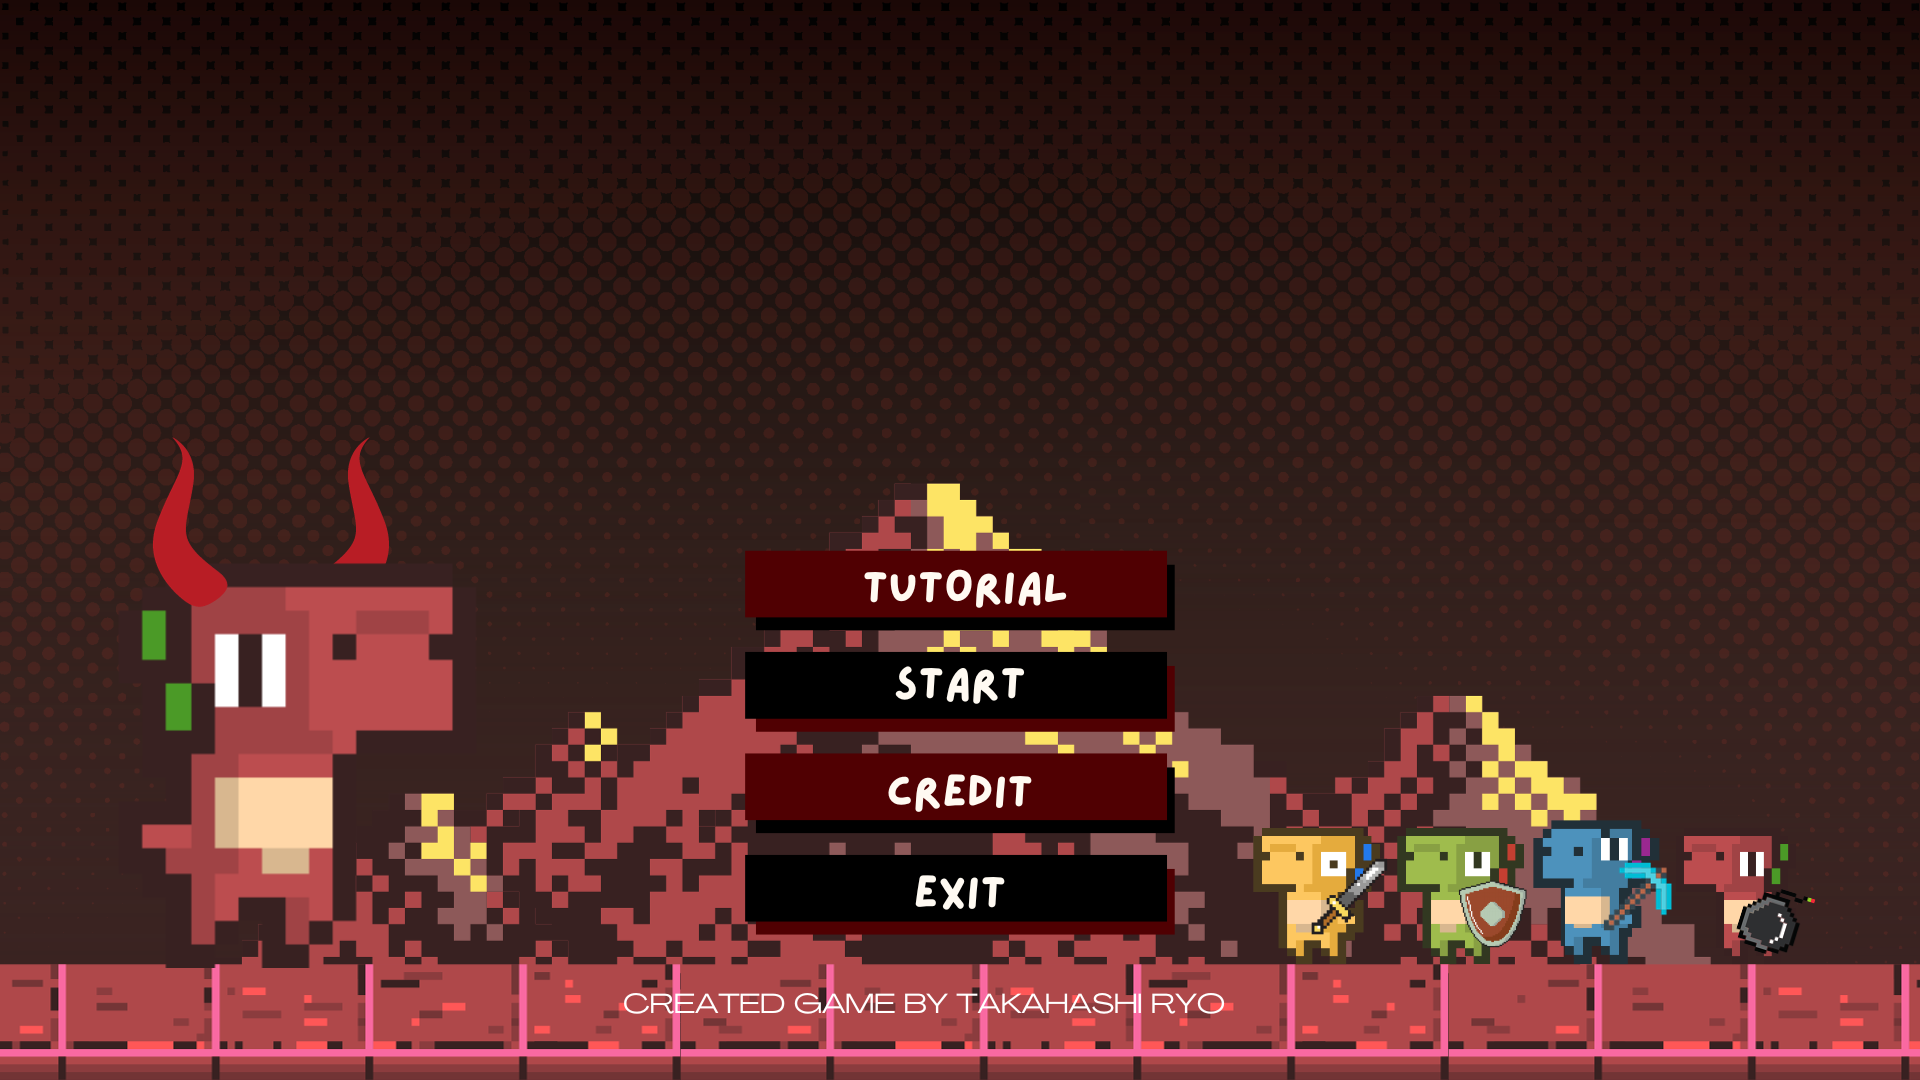 TUTORIAL
START
CREDIT
EXIT
CREATED GAME BY TAKAHASHI RYO